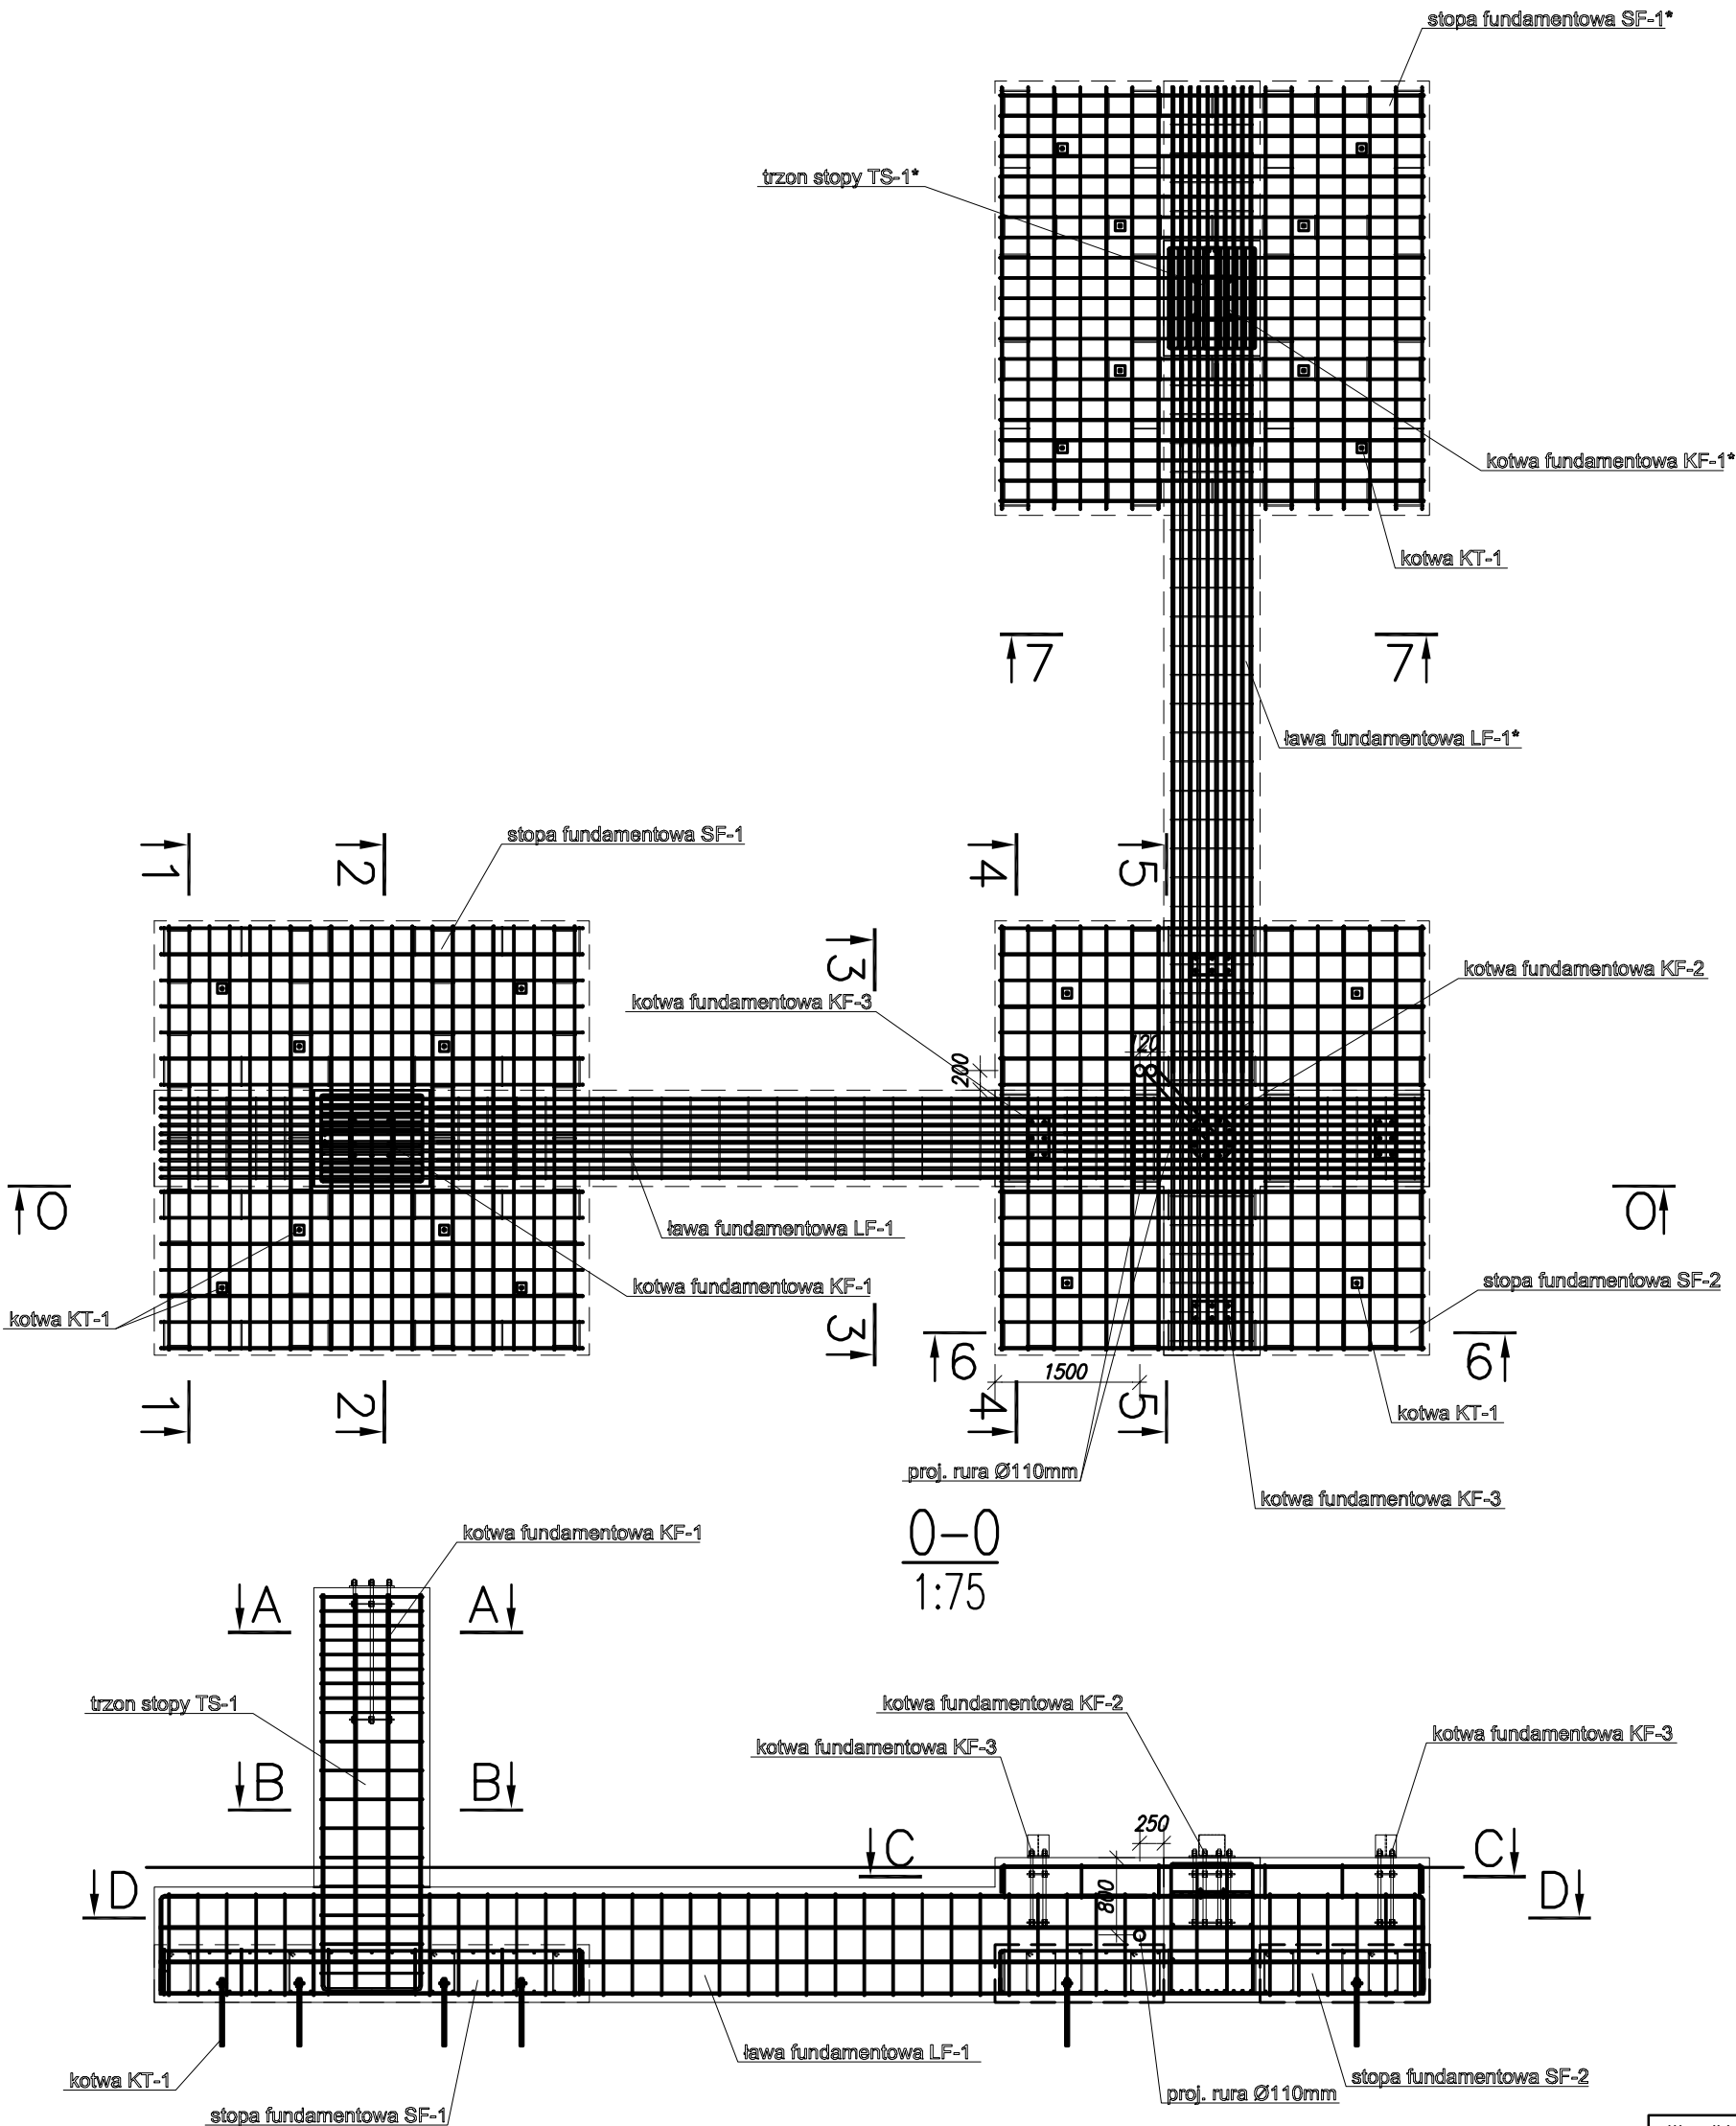 stopa fundamentowa SF-1*
trzon stopy TS-1*
kotwa fundamentowa KF-1*
kotwa KT-1
7 7
ława fundamentowa LF-1*
stopa fundamentowa SF-1
1 2 4 5
3
kotwa fundamentowa KF-2
kotwa fundamentowa KF-3
120
200
0 0
ława fundamentowa LF-1
kotwa fundamentowa KF-1
stopa fundamentowa SF-2
kotwa KT-1
3
6 6
1500
1 2 4 5
kotwa KT-1
proj. rura Ø110mm
kotwa fundamentowa KF-3
0-0
1:75
kotwa fundamentowa KF-1
A A
trzon stopy TS-1
kotwa fundamentowa KF-2
kotwa fundamentowa KF-3
kotwa fundamentowa KF-3
B B
250
C C
D D
800
ława fundamentowa LF-1
kotwa KT-1
stopa fundamentowa SF-2
proj. rura Ø110mm
stopa fundamentowa SF-1